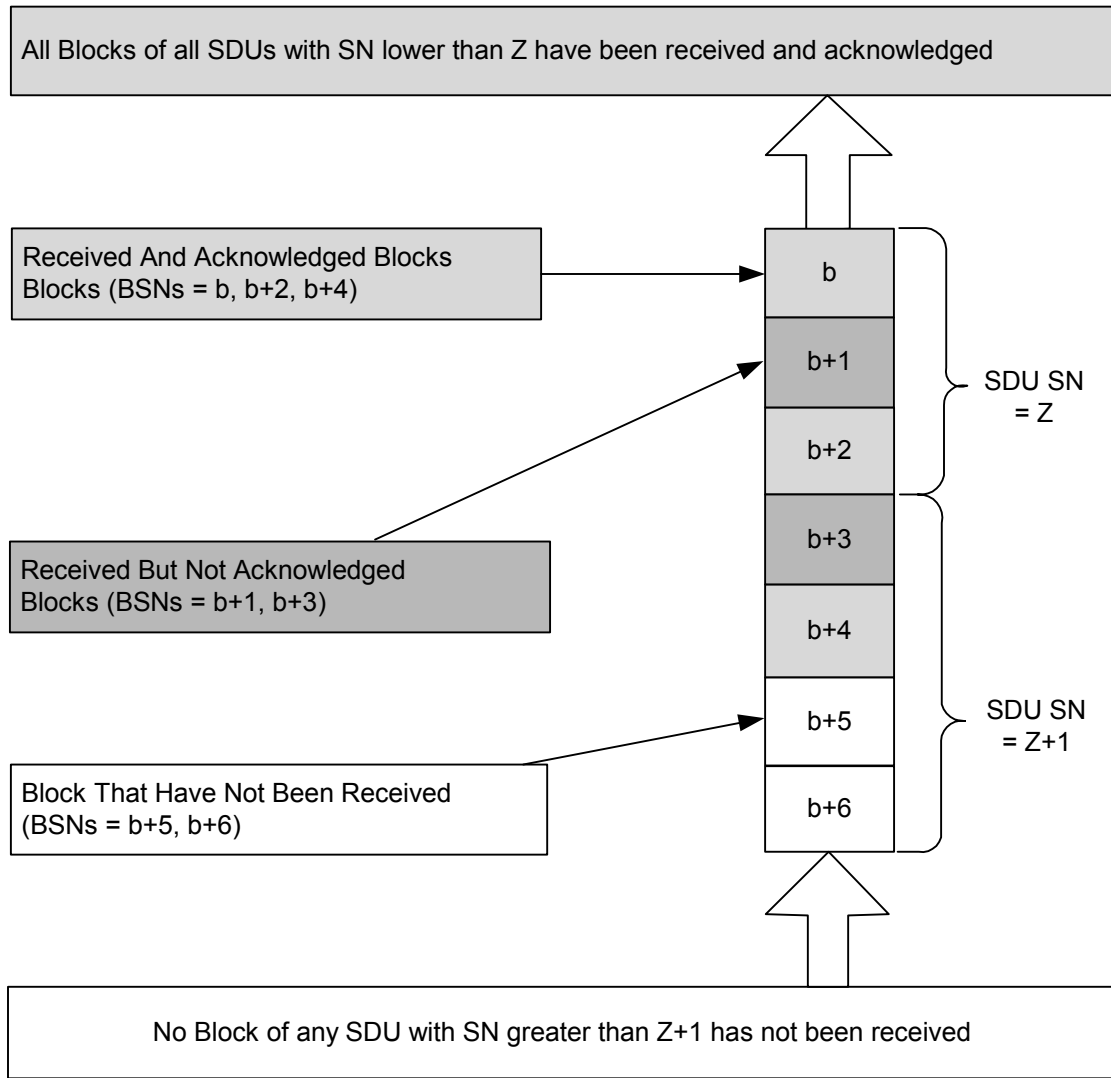 All Blocks of all SDUs with SN lower than Z have been received and acknowledged
Received And Acknowledged Blocks
Blocks (BSNs = b, b+2, b+4)
b
b+1
SDU SN
= Z
b+2
Received But Not Acknowledged
Blocks (BSNs = b+1, b+3)
b+3
b+4
b+5
SDU SN
= Z+1
Block That Have Not Been Received
(BSNs = b+5, b+6)
b+6
No Block of any SDU with SN greater than Z+1 has not been received